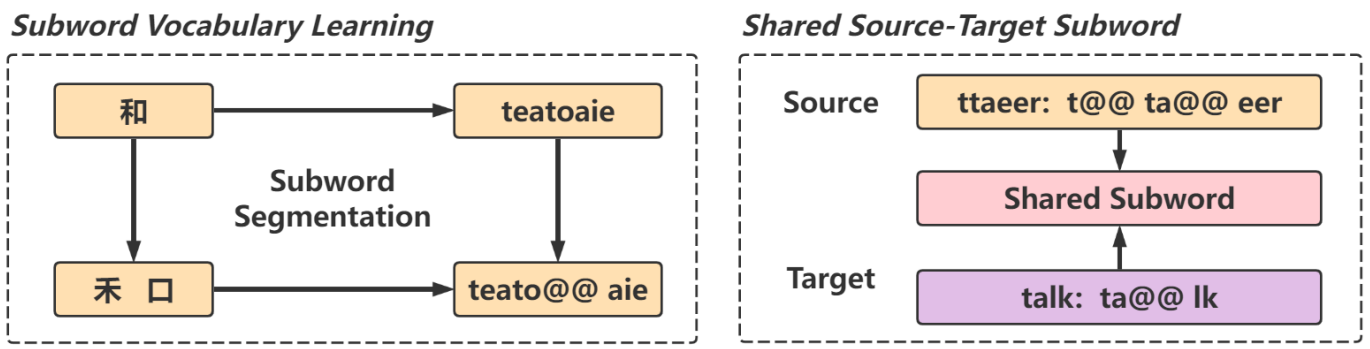 Subword Vocabulary Learning
和
teatoaie
Subword
Segmentation
禾 口
teato@@ aie
Shared Source-Target Subword
Source
ttaeer: t@@ ta@@ eer
Shared Subword
Target
talk: ta@@ lk